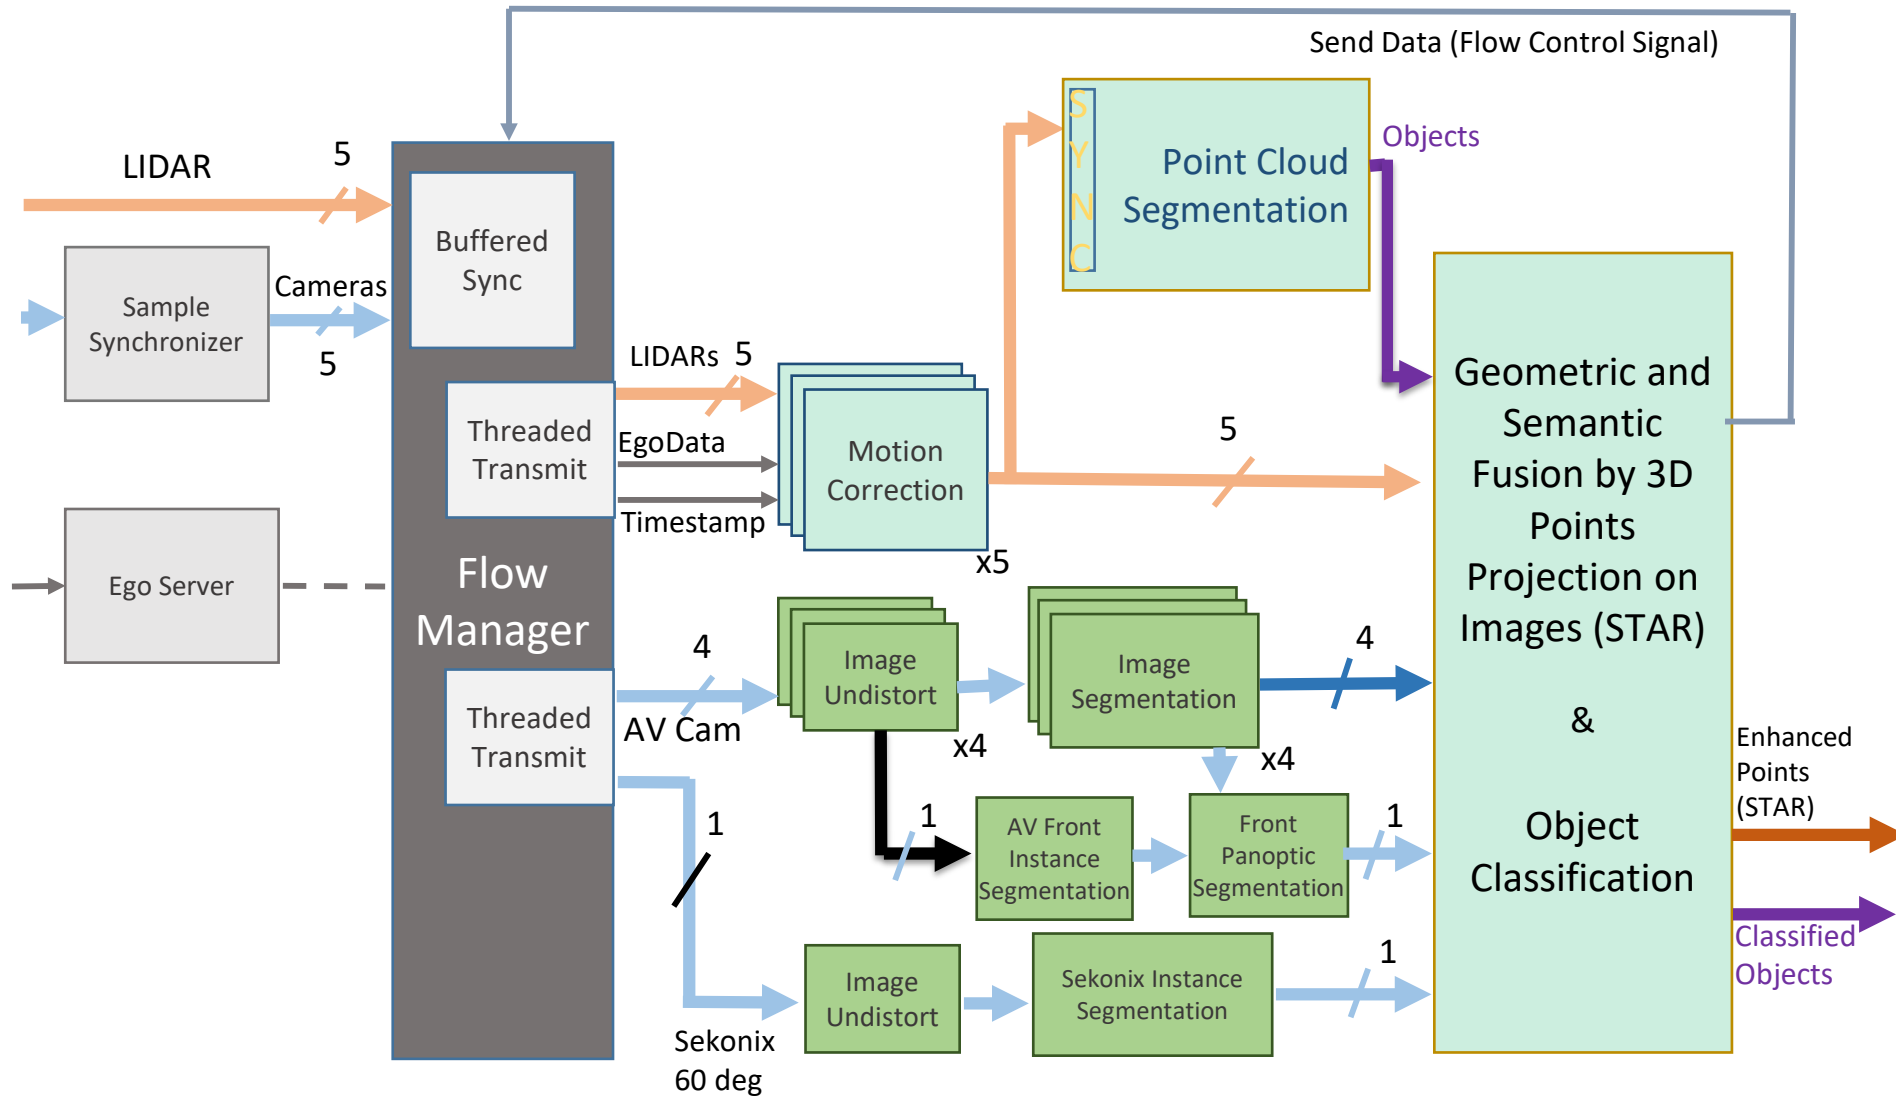 Send Data (Flow Control Signal)
LIDAR
5
Sample
Synchronizer
Cameras
5
Ego Server
Buffered
Sync
Threaded
Transmit
Flow
Manager
Threaded
Transmit
LIDARs
5
EgoData
Timestamp
Motion
Correction
x5
S
Y
N
C
Point Cloud
Segmentation
Objects
5
4
AV Cam
Image
Undistort
x4
Image
Segmentation
x4
4
1
AV Front
Instance
Segmentation
Front
Panoptic
Segmentation
1
1
Sekonix
60 deg
Image
Undistort
Sekonix Instance
Segmentation
1
Geometric and
Semantic
Fusion by 3D
Points
Projection on
Images (STAR)
&
Object
Classification
Enhanced
Points
(STAR)
Classified
Objects